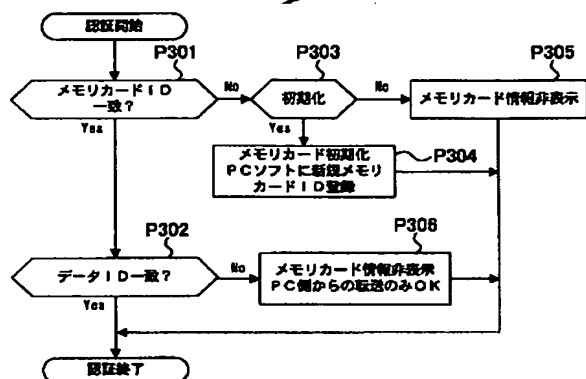 認証開始
P301
P303
P305
メモリカードID
一致?
No
初期化
No
メモリカード情報非表示
Yes
Yes
メモリカード初期化
PCソフトに新規メモリ
カードID登録
P304
P302
P306
データID一致?
No
メモリカード情報非表示
PC側からの転送のみOK
Yes
認証終了